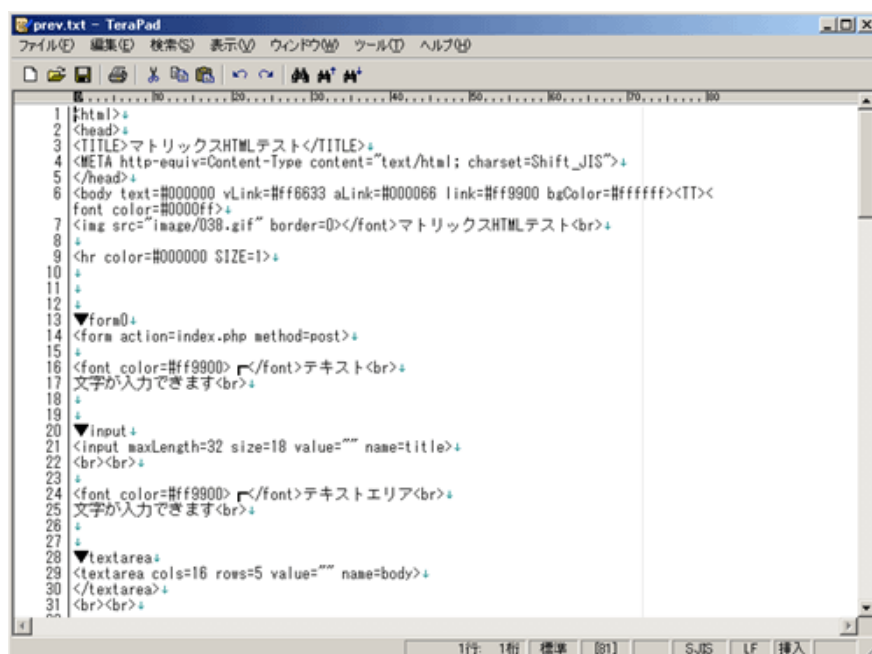 prev.txt - TeraPad
ファイル(F) 編集(E) 検索(S) 表示(V) ウィンドウ(W) ツール(T) ヘルプ(H)
0 10 20 30 40 50 60 70 80
1 <html>↓
2 <head>↓
3 <TITLE>マトリックスHTMLテスト</TITLE>↓
4 <META http-equiv=Content-Type content="text/html; charset=Shift_JIS">↓
5 </head>↓
6 <body text=#000000 vLink=#ff6633 aLink=#000066 link=#ff9900 bgColor=#ffffff><TT><
font color=#0000ff>↓
7 <img src="image/038.gif" border=0></font>マトリックスHTMLテスト<br>↓
8 ↓
9 <hr color=#000000 SIZE=1>↓
10 ↓
11 ↓
12 ↓
13 ▼form0↓
14 <form action=index.php method=post>↓
15 ↓
16 <font color=#ff9900> ┏</font>テキスト<br>↓
17 文字が入力できます<br>↓
18 ↓
19 ↓
20 ▼input↓
21 <input maxLength=32 size=18 value="" name=title>↓
22 <br><br>↓
23 ↓
24 <font color=#ff9900> ┏</font>テキストエリア<br>↓
25 文字が入力できます<br>↓
26 ↓
27 ↓
28 ▼textarea↓
29 <textarea cols=16 rows=5 value="" name=body>↓
30 </textarea>↓
31 <br><br>↓
1行: 1桁 標準 [81] SJIS LF 挿入